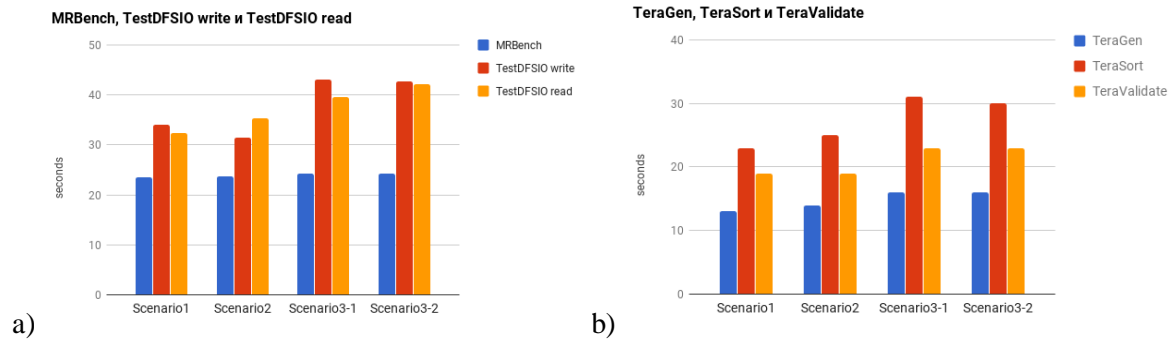 MRBench, TestDFSIO write и TestDFSIO read
50
40
30
20
10
0
seconds
Scenario1 Scenario2 Scenario3-1 Scenario3-2
MRBench
TestDFSIO write
TestDFSIO read
a)
TeraGen, TeraSort и TeraValidate
40
30
20
10
0
seconds
Scenario1 Scenario2 Scenario3-1 Scenario3-2
TeraGen
TeraSort
TeraValidate
b)